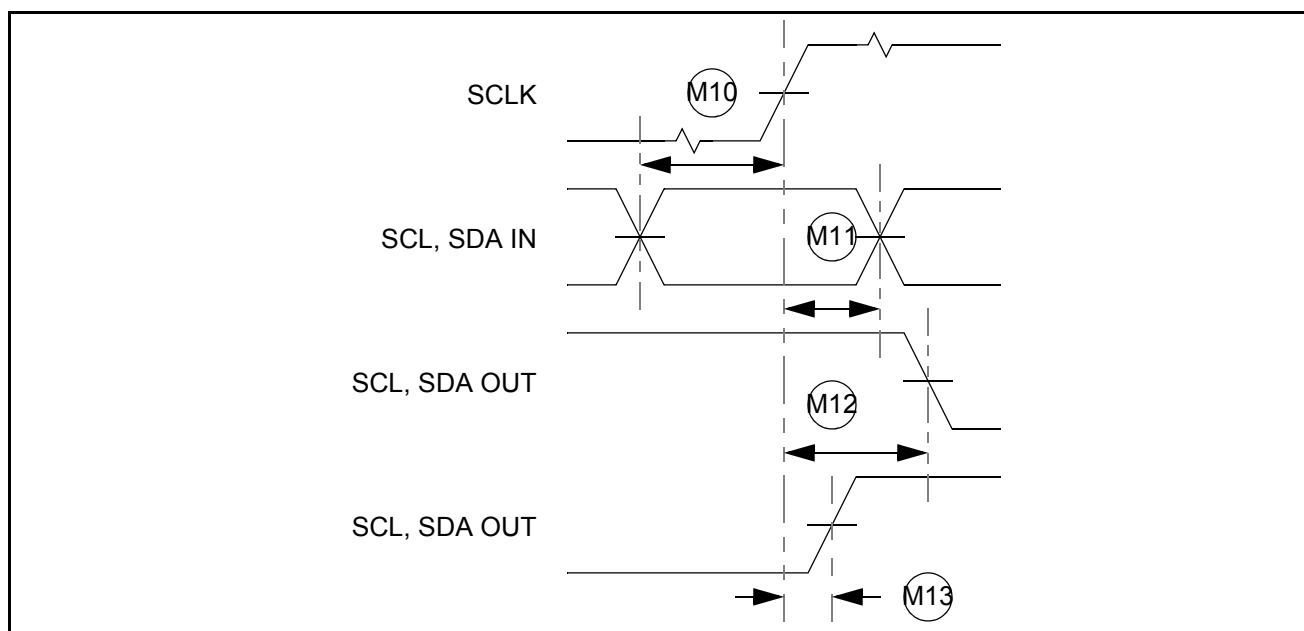 SCLK
M10
SCL, SDA IN
M11
SCL, SDA OUT
M12
SCL, SDA OUT
M13